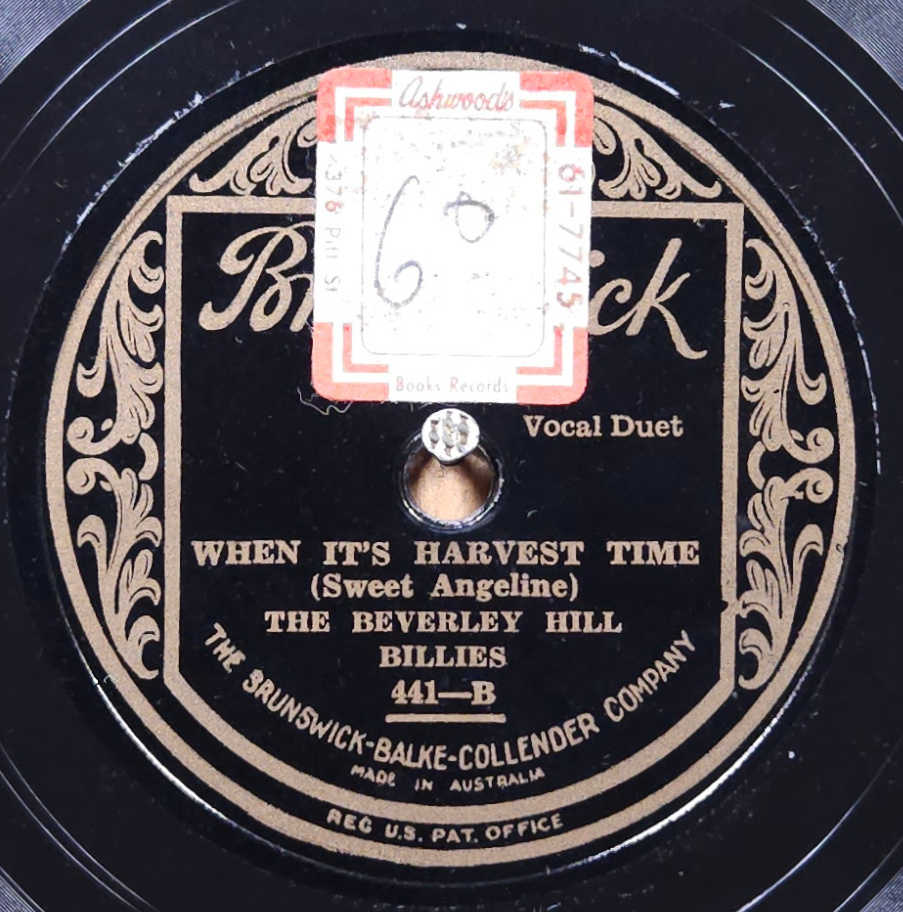 Ashwood's
61-7745
378 Pitt St
60
Books Records
Vocal Duet
WHEN IT'S HARVEST TIME
(Sweet Angeline)
THE BEVERLEY HILL
BILLIES
441—B
THE BRUNSWICK-BALKE-COLLENDER COMPANY
MADE IN AUSTRALIA
REG U.S. PAT. OFFICE